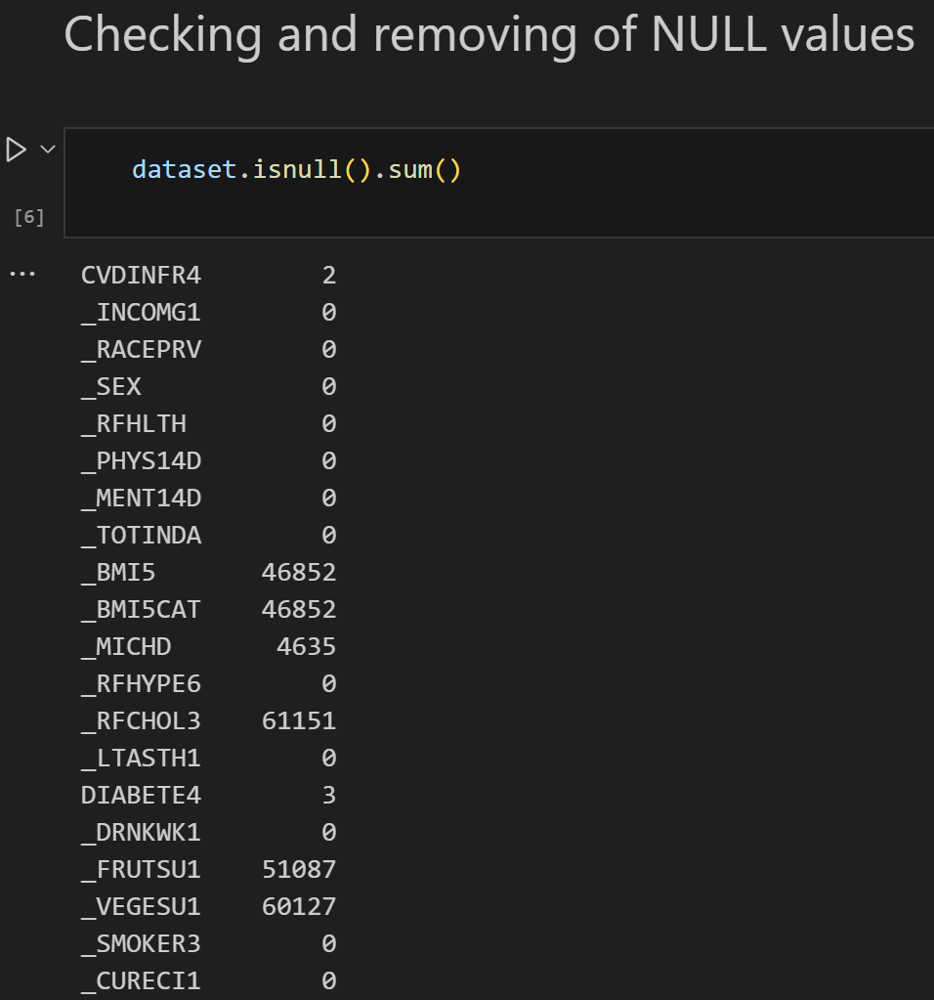 Checking and removing of NULL values
dataset.isnull().sum()
[6]
...
CVDINFR4 2
_INCOMG1 0
_RACEPRV 0
_SEX 0
_RFHLTH 0
_PHYS14D 0
_MENT14D 0
_TOTINDA 0
_BMI5 46852
_BMI5CAT 46852
_MICHD 4635
_RFHYPE6 0
_RFCHOL3 61151
_LTASTH1 0
DIABETE4 3
_DRNKWK1 0
_FRUTSU1 51087
_VEGESU1 60127
_SMOKER3 0
_CURECI1 0